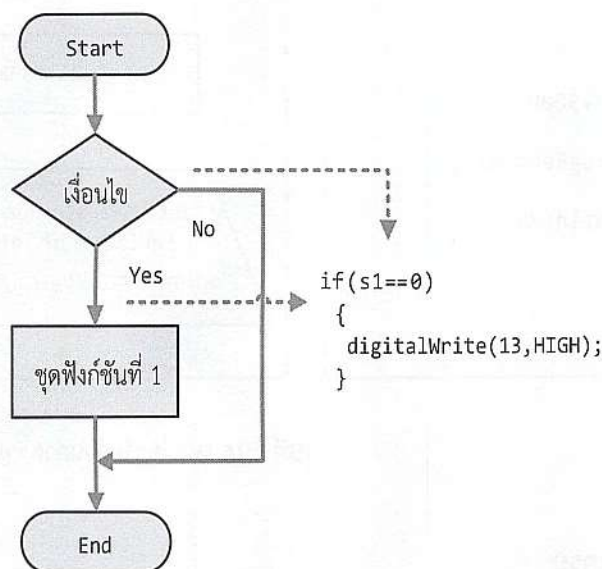 Start
เงื่อนไข
No
Yes
if(s1==0)
{
digitalWrite(13,HIGH);
}
ชุดฟังก์ชันที่ 1
End